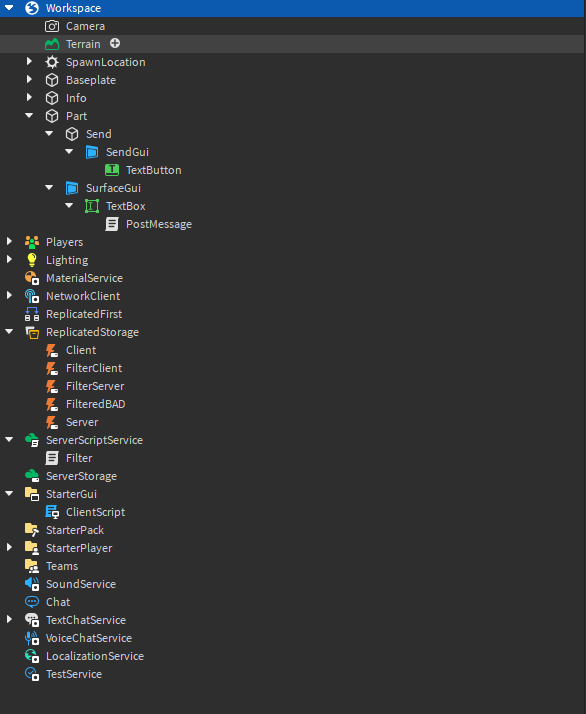 Workspace
Camera
Terrain
SpawnLocation
Baseplate
Info
Part
Send
SendGui
TextButton
SurfaceGui
TextBox
PostMessage
Players
Lighting
MaterialService
NetworkClient
ReplicatedFirst
ReplicatedStorage
Client
FilterClient
FilterServer
FilteredBAD
Server
ServerScriptService
Filter
ServerStorage
StarterGui
ClientScript
StarterPack
StarterPlayer
Teams
SoundService
Chat
TextChatService
VoiceChatService
LocalizationService
TestService